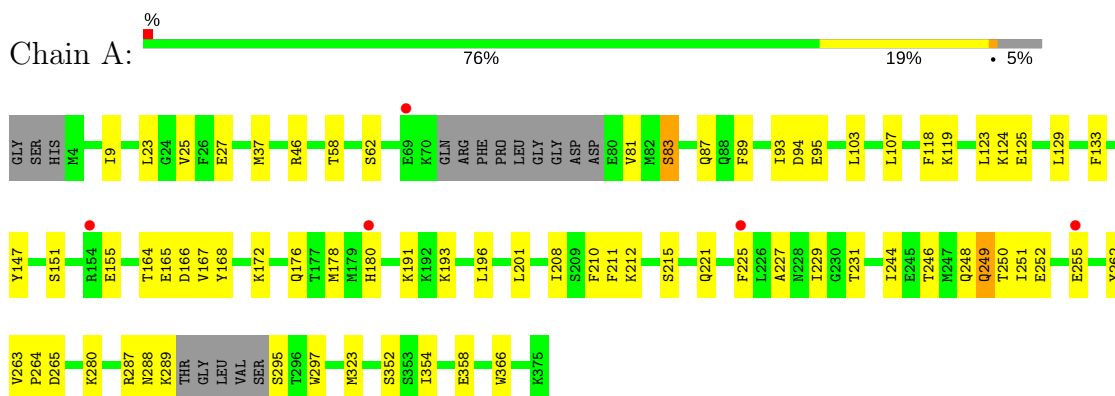 %
Chain A:
76% 19% • 5%
GLY SER HIS M4 I9 L23 G24 V25 F26 E27 M37 R46 T58 S62 E69 K70 GLN ARG PHE PRO LEU GLY GLY ASP ASP E80 V81 M82 S83 Q87 Q88 F89 I93 D94 E95 L103 L107 F118 K119 L123 K124 E125 L129 F133
Y147 S151 R154 E155 T164 E165 D166 V167 Y168 K172 Q176 T177 M178 M179 H180 K191 K192 K193 L196 L201 I208 S209 F210 F211 K212 S215 Q221 F225 L226 A227 N228 I229 G230 T231 I244 E245 T246 M247 Q248 Q249 T250 I251 E252 E255
V263 P264 D265 K280 R287 N288 K289 THR GLY LEU VAL SER S295 T296 W297 M323 S352 S353 I354 E358 W366 K375